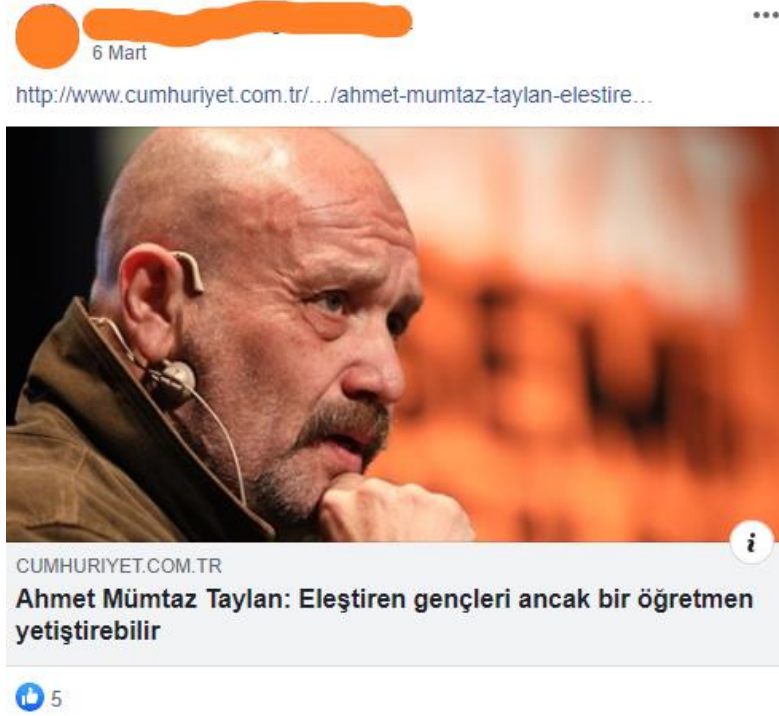 6 Mart
http://www.cumhuriyet.com.tr/.../ahmet-mumtaz-taylan-elestire...
CUMHURIYET.COM.TR
Ahmet Mümtaz Taylan: Eleştiren gençleri ancak bir öğretmen
yetiştirebilir
5